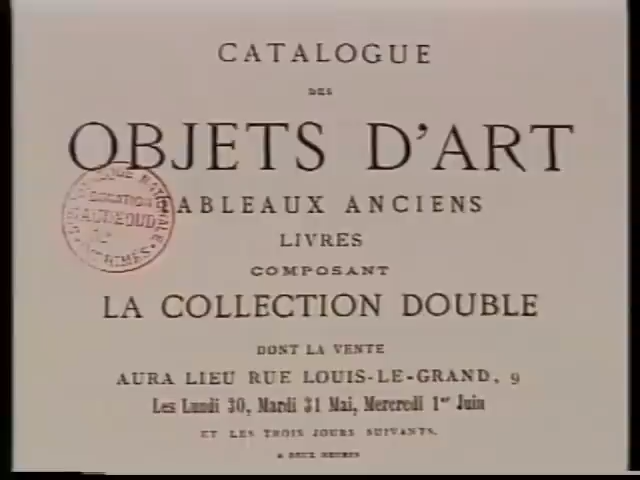 CATALOGUE
DES
OBJETS D'ART
ABLEAUX ANCIENS
LIVRES
COMPOSANT
LA COLLECTION DOUBLE
DONT LA VENTE
AURA LIEU RUE LOUIS-LE-GRAND, 9
Les Lundi 30, Mardi 31 Mai, Mercredi 1er Juin
ET LES TROIS JOURS SUIVANTS.
A DEUX HEURES